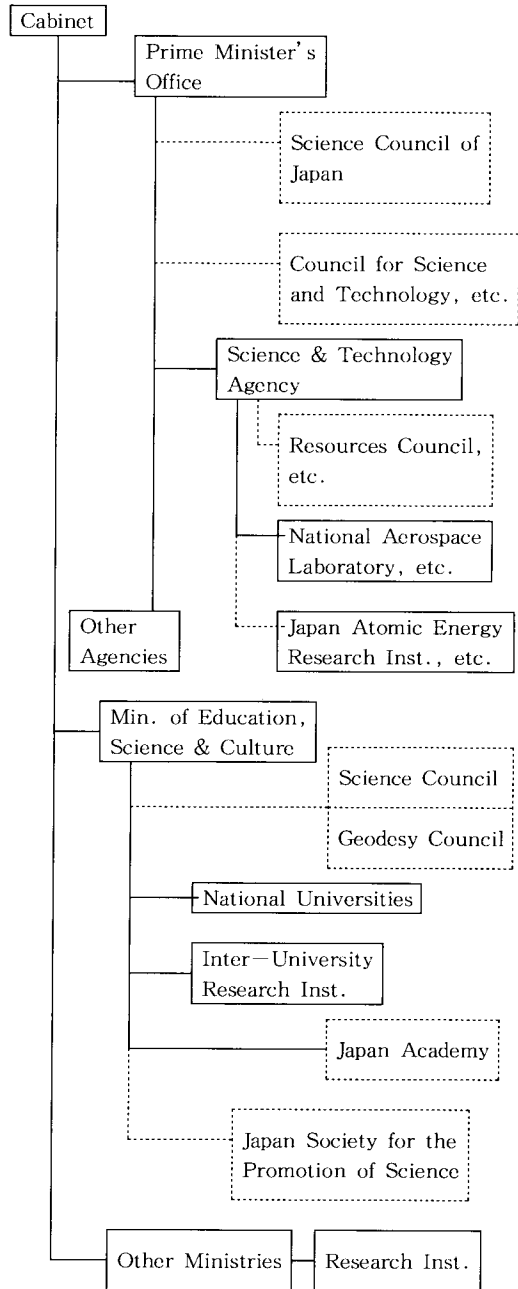 Cabinet
Prime Minister's
Office
Science Council of
Japan
Council for Science
and Technology, etc.
Science & Technology
Agency
Resources Council,
etc.
National Aerospace
Laboratory, etc.
Other
Agencies
Japan Atomic Energy
Research Inst., etc.
Min. of Education,
Science & Culture
Science Council
Geodesy Council
National Universities
Inter-University
Research Inst.
Japan Academy
Japan Society for the
Promotion of Science
Other Ministries
Research Inst.